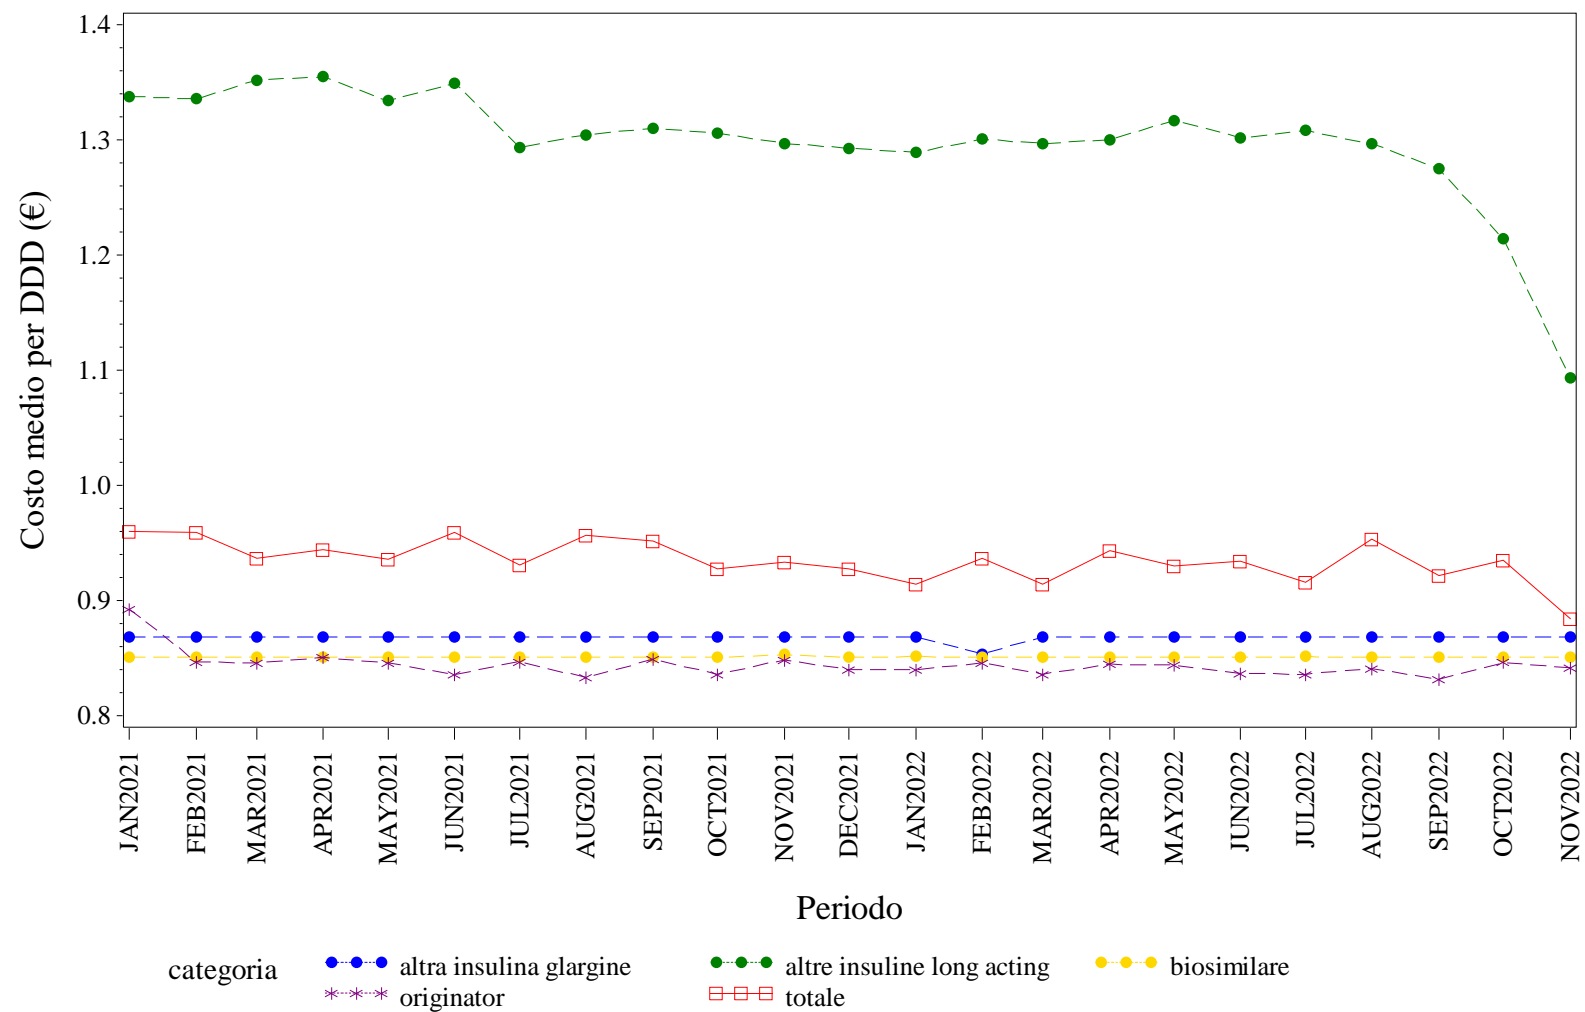 1.4
1.3
1.2
1.1
1.0
0.9
0.8
Costo medio per DDD (€)
JAN2021
FEB2021
MAR2021
APR2021
MAY2021
JUN2021
JUL2021
AUG2021
SEP2021
OCT2021
NOV2021
DEC2021
JAN2022
FEB2022
MAR2022
APR2022
MAY2022
JUN2022
JUL2022
AUG2022
SEP2022
OCT2022
NOV2022
Periodo
categoria altra insulina glargine altre insuline long acting biosimilare
originator totale